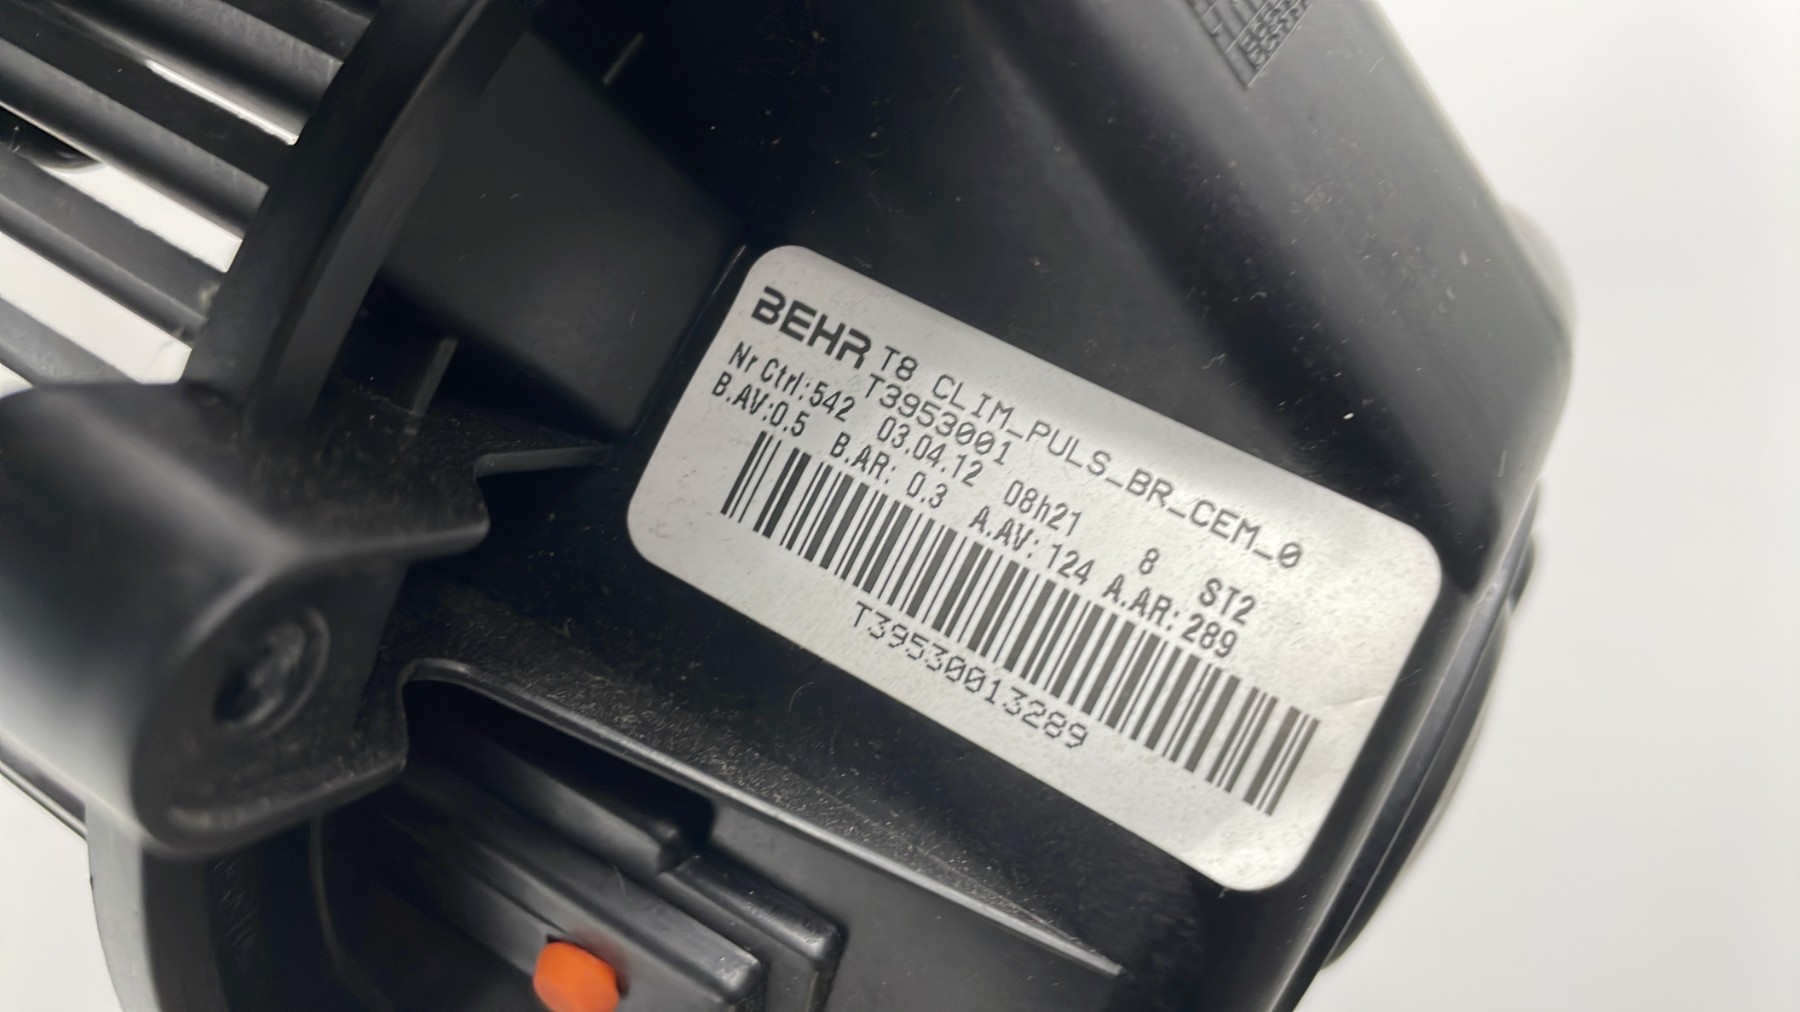 BEHR T8 CLIM_PULS_BR_CEM_0
T3953001
Nr Ctrl:542 03.04.12 08h21 8 ST2
B.AV:0.5 B.AR: 0.3 A.AV: 124 A.AR: 289
T39530013289